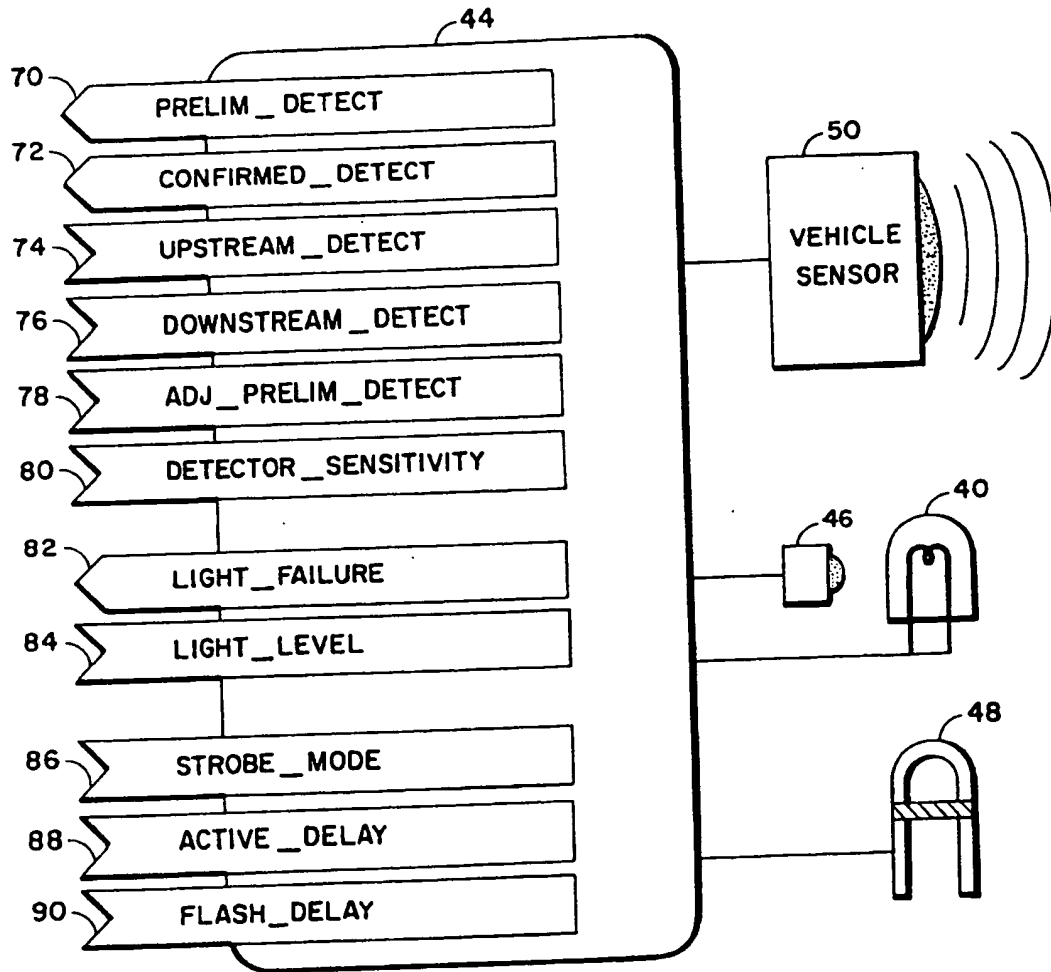 44
70
PRELIM_DETECT
72
CONFIRMED_DETECT
74
UPSTREAM_DETECT
76
DOWNSTREAM_DETECT
78
ADJ_PRELIM_DETECT
80
DETECTOR_SENSITIVITY
82
LIGHT_FAILURE
84
LIGHT_LEVEL
86
STROBE_MODE
88
ACTIVE_DELAY
90
FLASH_DELAY
50
VEHICLE
SENSOR
46
40
48